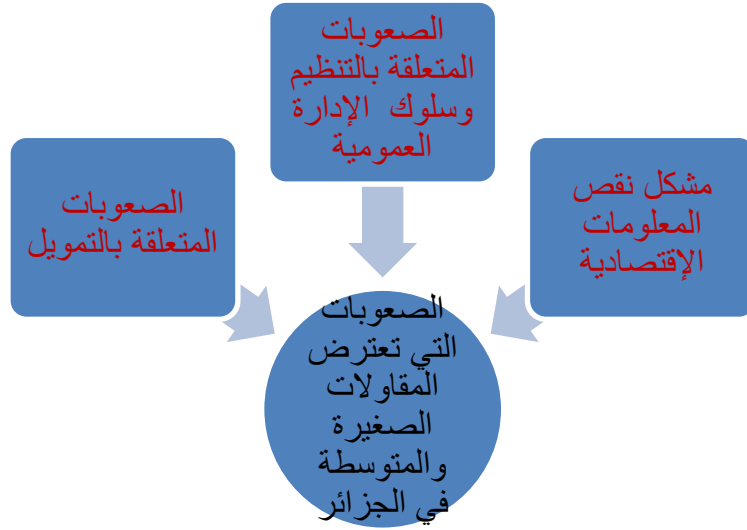 الصعوبات
المتعلقة بالتنظيم
وسلوك الإدارة
العمومية
مشكل نقص
المعلومات
الإقتصادية
الصعوبات
المتعلقة بالتمويل
الصعوبات
التي تعترض
المقاولات
الصغيرة
والمتوسطة
في الجزائر